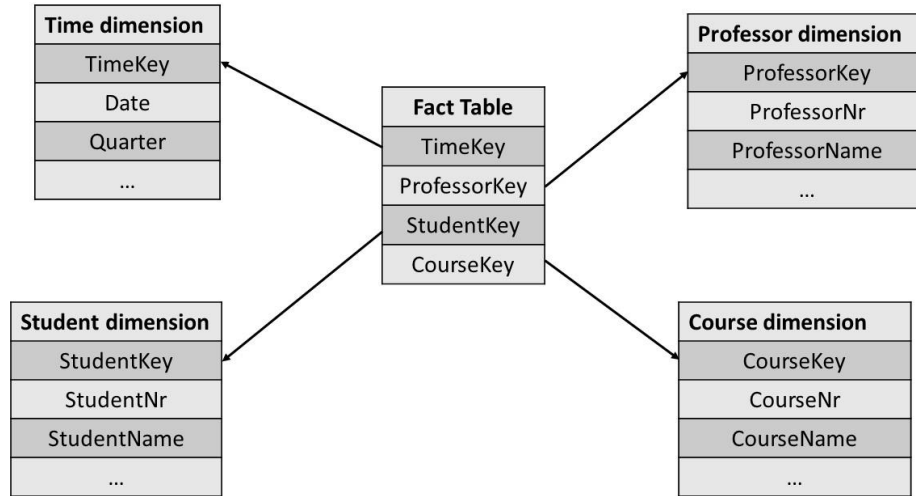 Time dimension
TimeKey
Date
Quarter
...
Fact Table
TimeKey
ProfessorKey
StudentKey
CourseKey
Professor dimension
ProfessorKey
ProfessorNr
ProfessorName
...
Student dimension
StudentKey
StudentNr
StudentName
...
Course dimension
CourseKey
CourseNr
CourseName
...